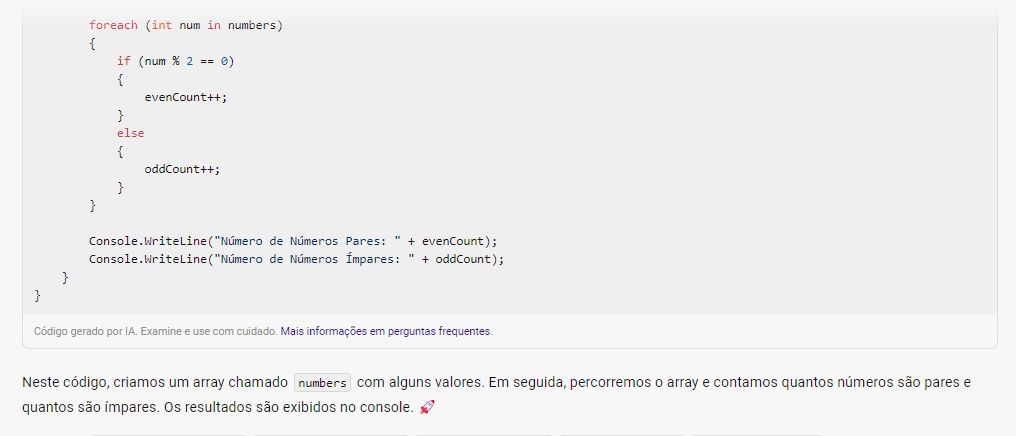 foreach (int num in numbers)
{
if (num % 2 == 0)
{
evenCount++;
}
else
{
oddCount++;
}
}
Console.WriteLine("Número de Números Pares: " + evenCount);
Console.WriteLine("Número de Números Ímpares: " + oddCount);
}
}
Código gerado por IA. Examine e use com cuidado. Mais informações em perguntas frequentes.
Neste código, criamos um array chamado numbers com alguns valores. Em seguida, percorremos o array e contamos quantos números são pares e
quantos são ímpares. Os resultados são exibidos no console. 🚀